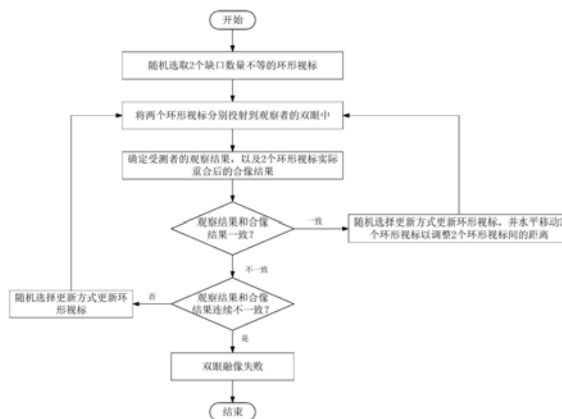 开始
随机选取2个缺口数量不等的环形视标
将两个环形视标分别投射到观察者的双眼中
确定受测者的观察结果，以及2个环形视标实际
重合后的合像结果
观察结果和合像
结果一致？
一致
随机选择更新方式更新环形视标，并水平移动2
个环形视标以调整2个环形视标间的距离
不一致
观察结果和合像
结果连续不一致？
否
随机选择更新方式更新环
形视标
是
双眼融像失败
结束